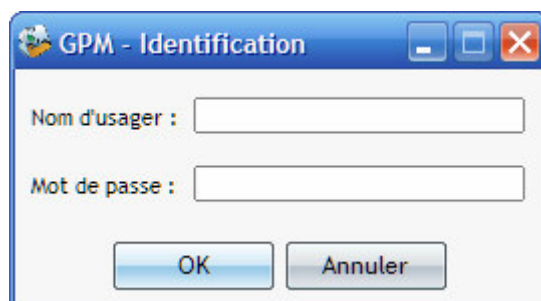 GPM - Identification
Nom d'usager :
Mot de passe :
OK Annuler